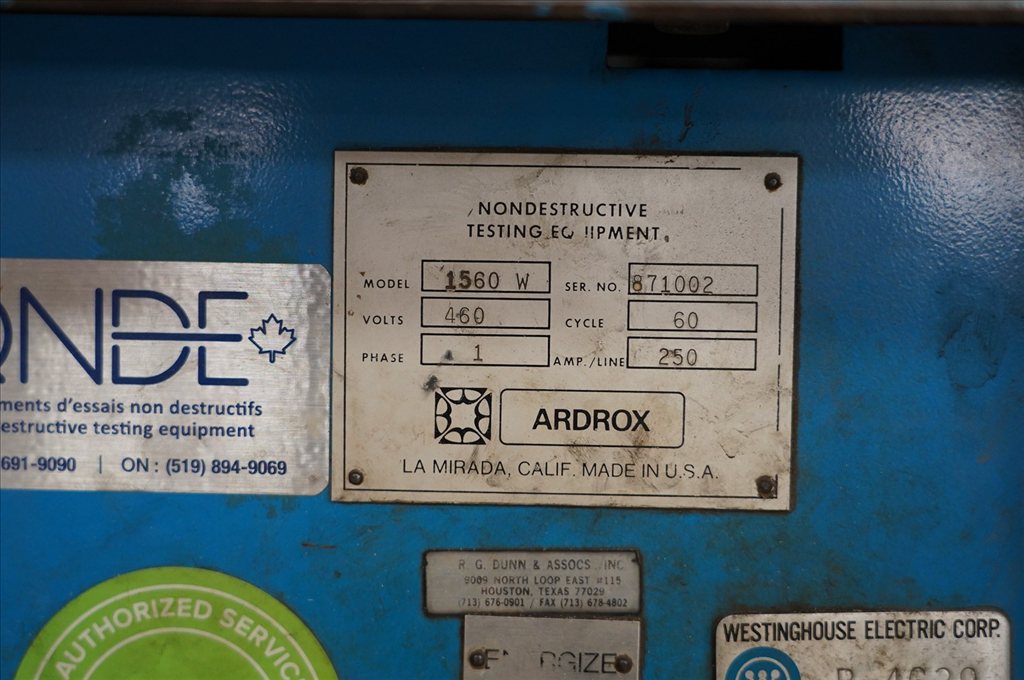 NONDESTRUCTIVE
TESTING EQUIPMENT
MODEL 1560 W SER. NO. 871002
VOLTS 460 CYCLE 60
PHASE 1 AMP./LINE 250
ARDROX
LA MIRADA, CALIF. MADE IN U.S.A.
NDE
ments d'essais non destructifs
estructive testing equipment
691-9090 | ON : (519) 894-9069
AUTHORIZED SERVIC
R. G. DUNN & ASSOCS., INC.
9009 NORTH LOOP EAST #115
HOUSTON, TEXAS 77029
(713) 676-0901 / FAX (713) 678-4802
WESTINGHOUSE ELECTRIC CORP.